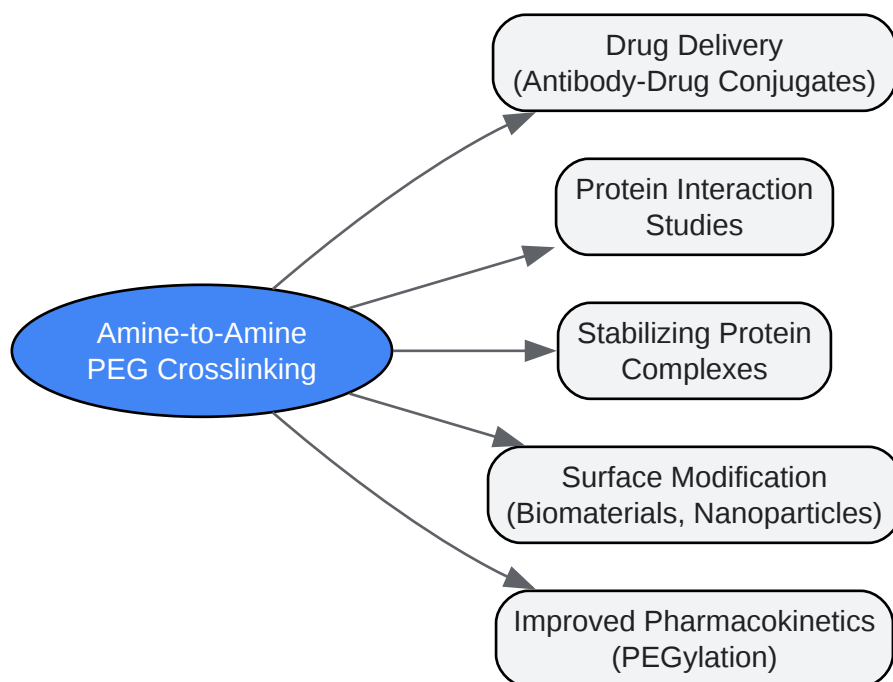 Drug Delivery
(Antibody-Drug Conjugates)
Protein Interaction
Studies
Amine-to-Amine
PEG Crosslinking
Stabilizing Protein
Complexes
Surface Modification
(Biomaterials, Nanoparticles)
Improved Pharmacokinetics
(PEGylation)